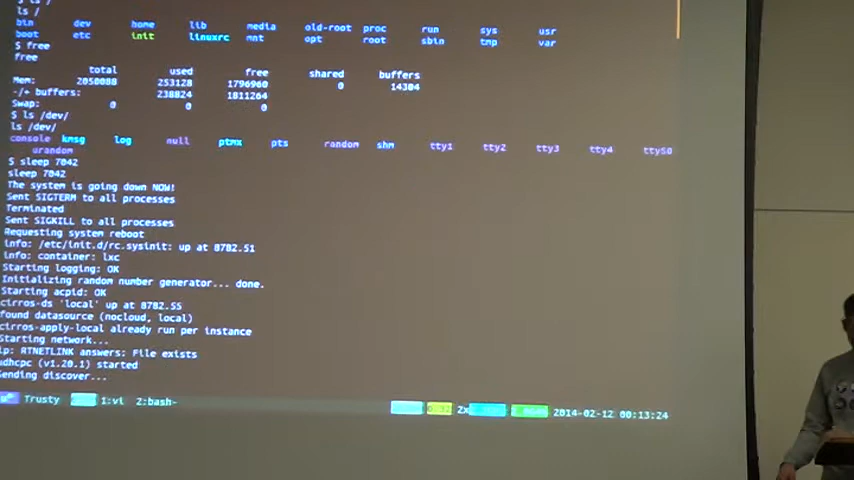 $ ls /
ls /
bin dev home lib media old-root proc run sys usr
boot etc init linuxrc mnt opt root sbin tmp var
$ free
free
total used free shared buffers
Mem: 2050088 253128 1796960 0 14304
-/+ buffers: 238824 1811264
Swap: 0 0 0
$ ls /dev/
ls /dev/
console kmsg log null ptmx pts random shm tty1 tty2 tty3 tty4 ttyS0
urandom
$ sleep 7042
sleep 7042
The system is going down NOW!
Sent SIGTERM to all processes
Terminated
Sent SIGKILL to all processes
Requesting system reboot
info: /etc/init.d/rc.sysinit: up at 8782.51
info: container: lxc
Starting logging: OK
Initializing random number generator... done.
Starting acpid: OK
cirros-ds 'local' up at 8782.55
found datasource (nocloud, local)
cirros-apply-local already run per instance
Starting network...
ip: RTNETLINK answers: File exists
udhcpc (v1.20.1) started
Sending discover...
Trusty 1:vi 2:bash- 2014-02-12 00:13:24